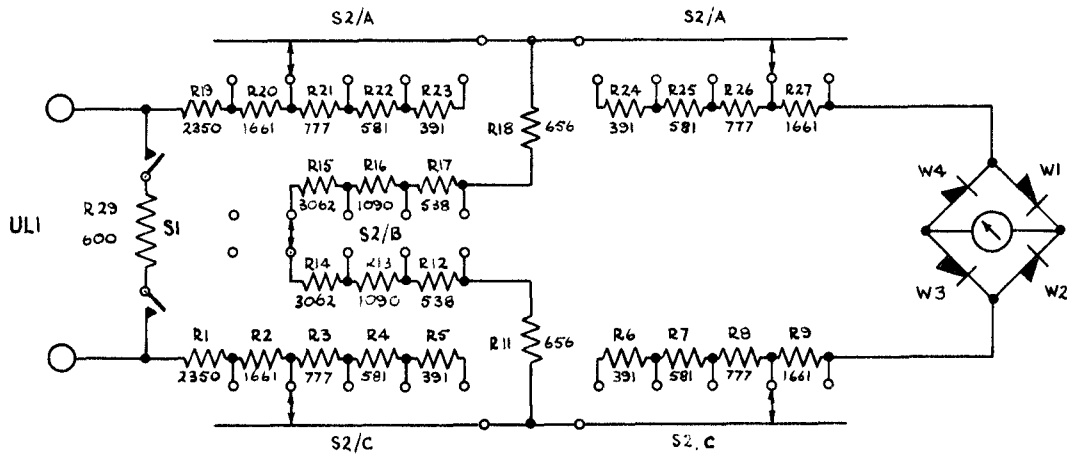 S2/A S2/A
R19 R20 R21 R22 R23 R24 R25 R26 R27
2350 1661 777 581 391 391 581 777 1661
R18 656
R15 R16 R17
3062 1090 538
W4 W1
R29
600
S1
UL1
S2/B
R14 R13 R12
3062 1090 538
W3 W2
R11 656
R1 R2 R3 R4 R5 R6 R7 R8 R9
2350 1661 777 581 391 391 581 777 1661
S2/C S2.C